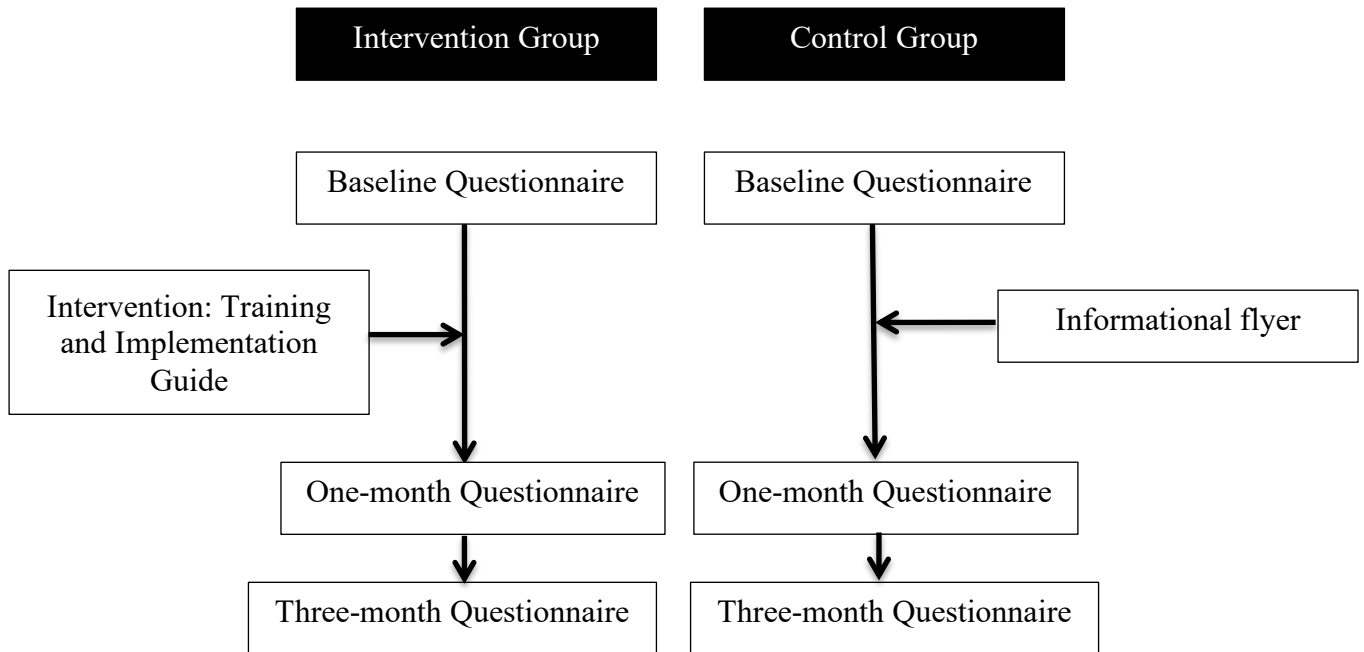 Intervention Group
Control Group
Baseline Questionnaire
Baseline Questionnaire
Intervention: Training
and Implementation
Guide
Informational flyer
One-month Questionnaire
One-month Questionnaire
Three-month Questionnaire
Three-month Questionnaire